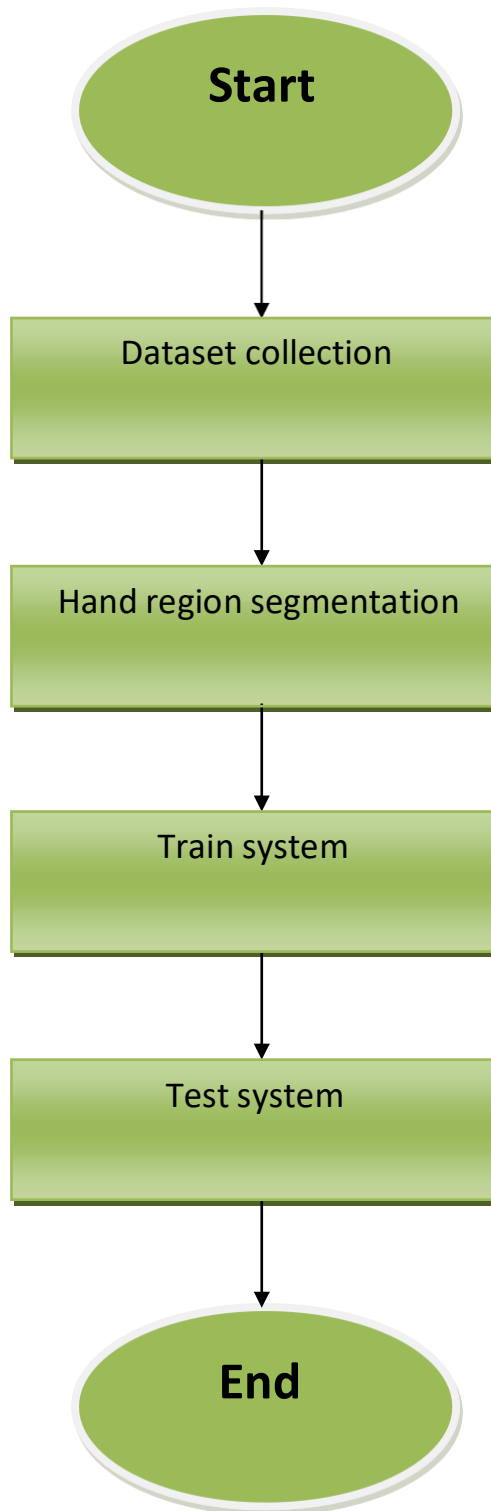 Start
Dataset collection
Hand region segmentation
Train system
Test system
End